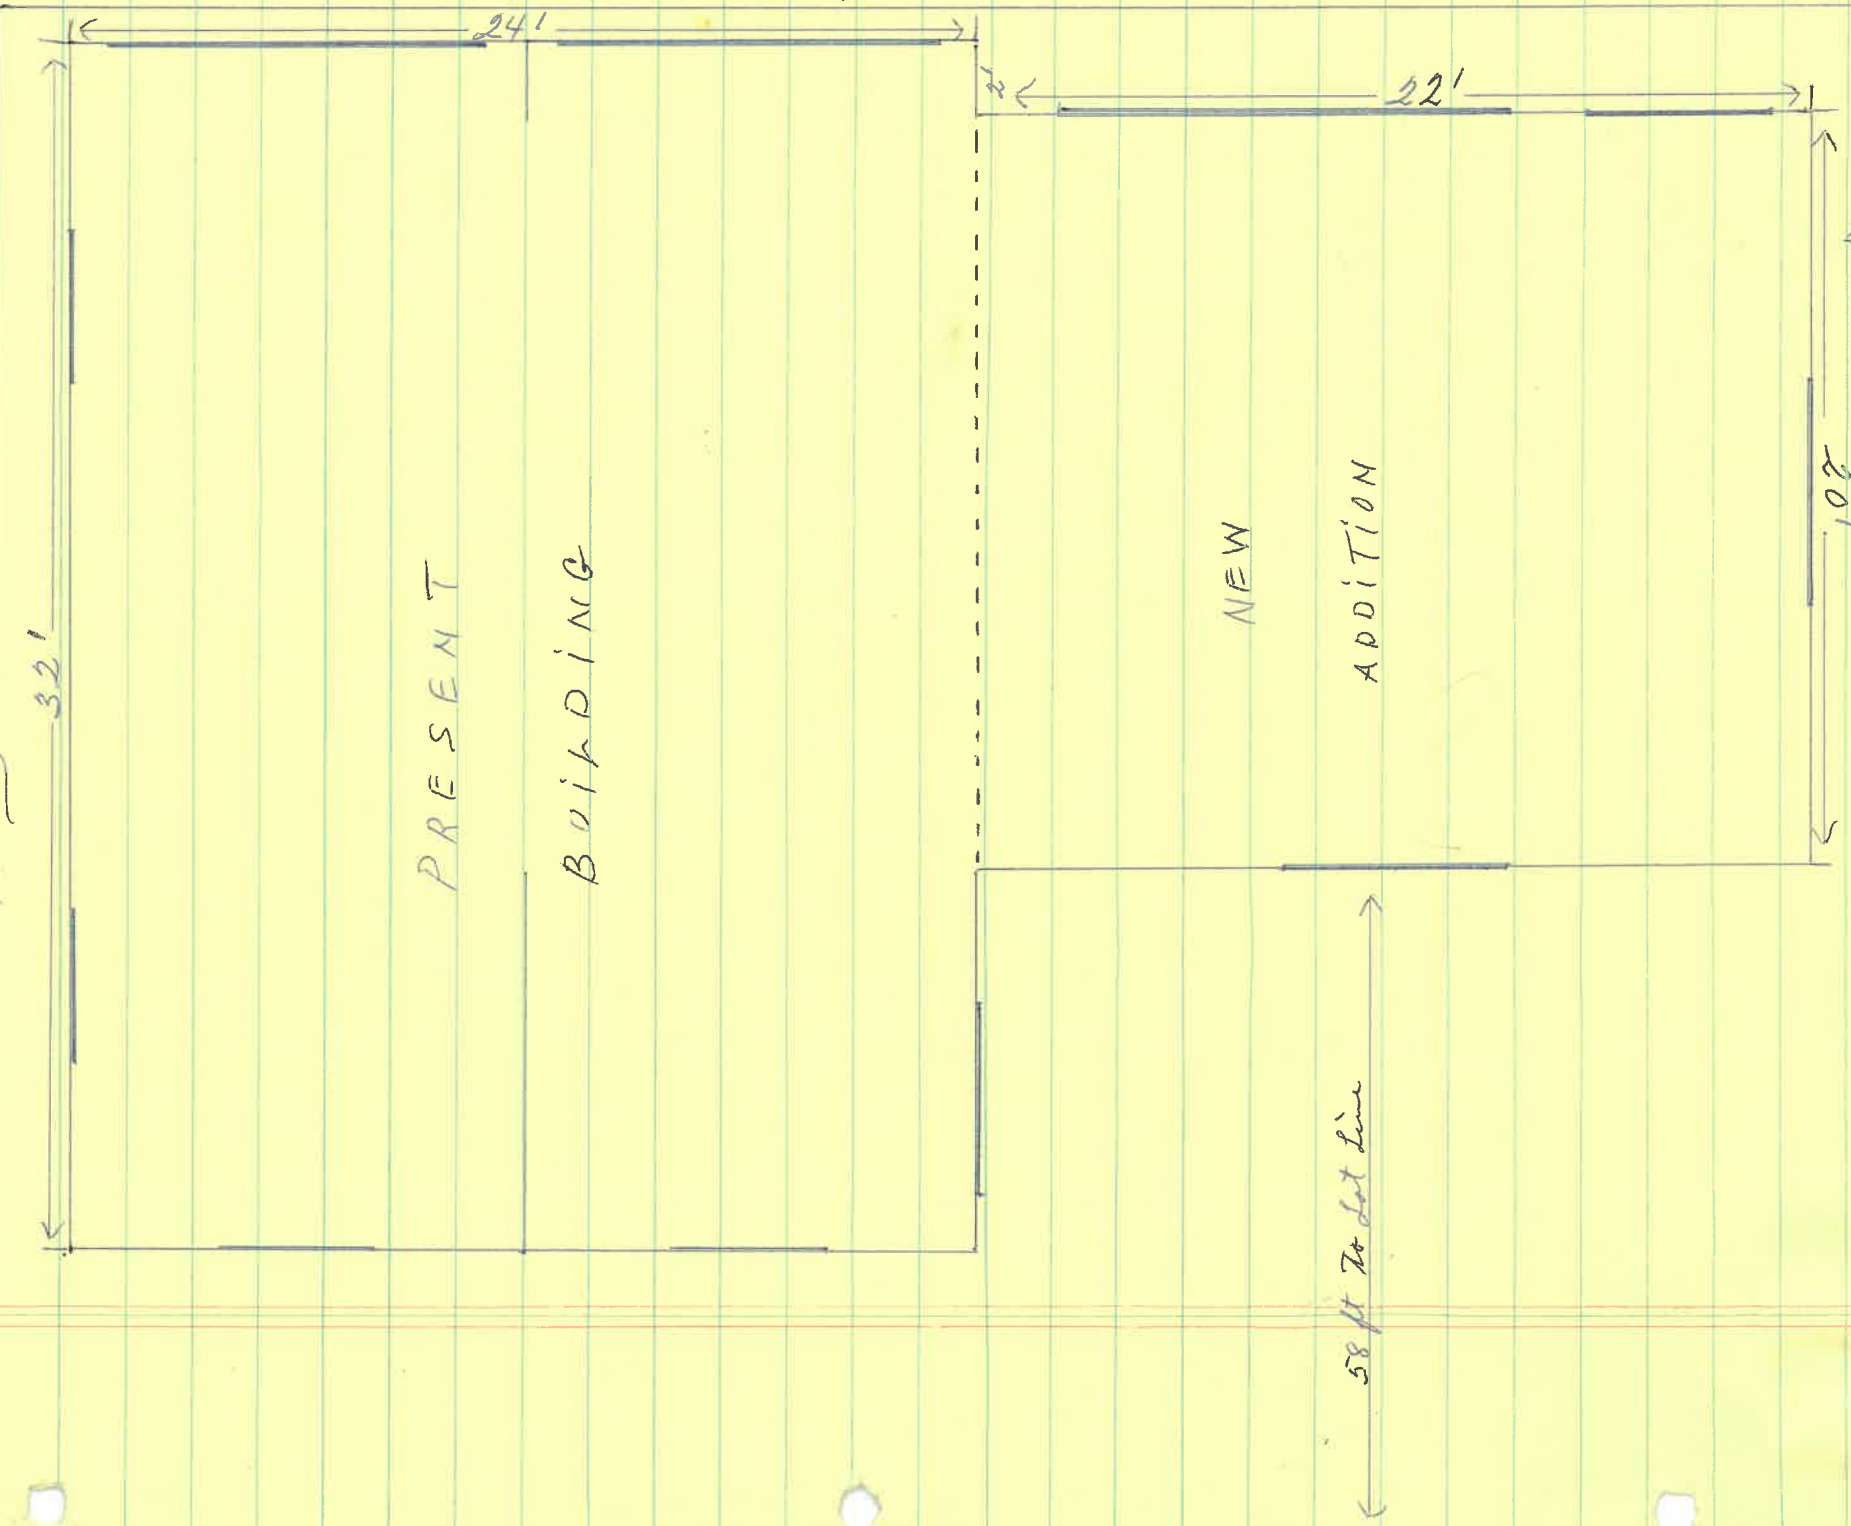 24'
2'
22'
32'
20'
PRESENT
BUILDING
NEW
ADDITION
58 ft To Lot Line